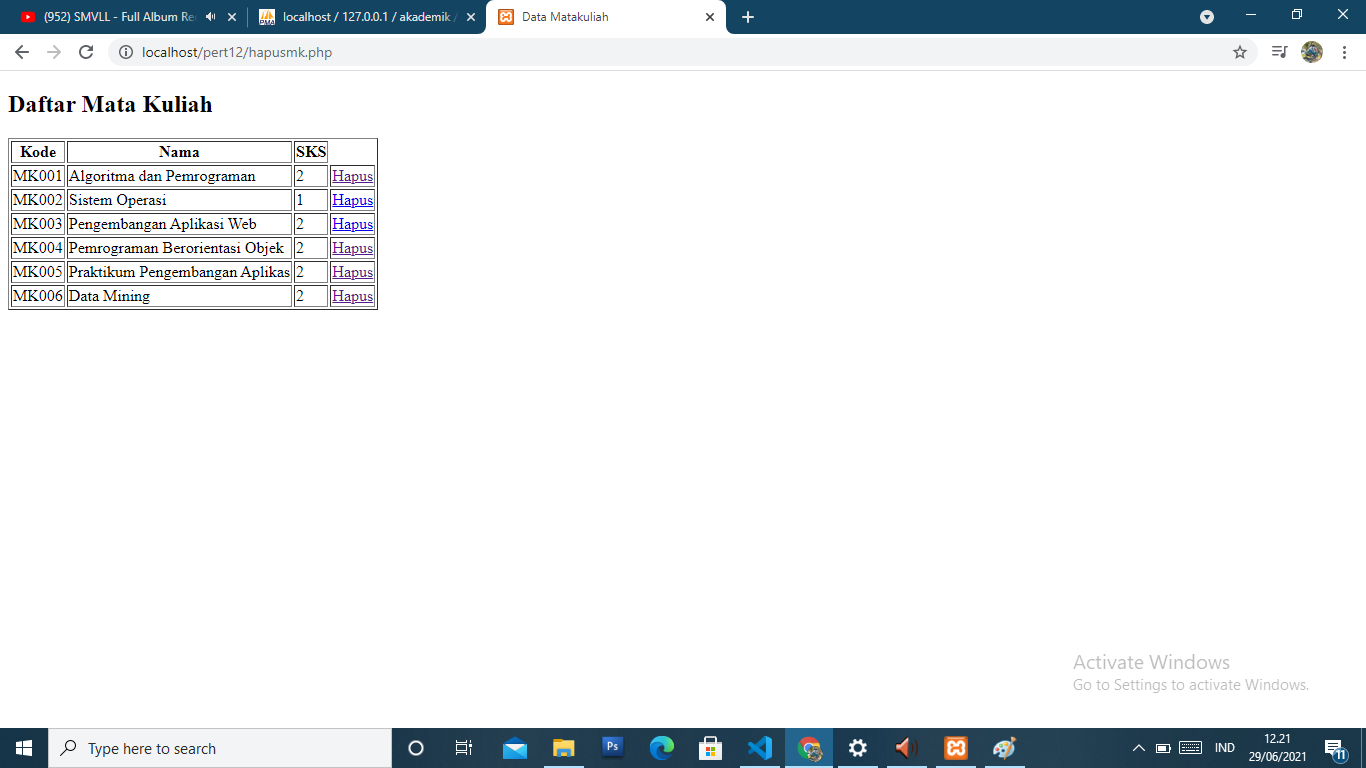 (952) SMVLL - Full Album Re
localhost / 127.0.0.1 / akademik /
Data Matakuliah
localhost/pert12/hapusmk.php
Daftar Mata Kuliah
Kode Nama SKS
MK001 Algoritma dan Pemrograman 2 Hapus
MK002 Sistem Operasi 1 Hapus
MK003 Pengembangan Aplikasi Web 2 Hapus
MK004 Pemrograman Berorientasi Objek 2 Hapus
MK005 Praktikum Pengembangan Aplikas 2 Hapus
MK006 Data Mining 2 Hapus
Activate Windows
Go to Settings to activate Windows.
Type here to search
Ps
IND
12.21
29/06/2021
11